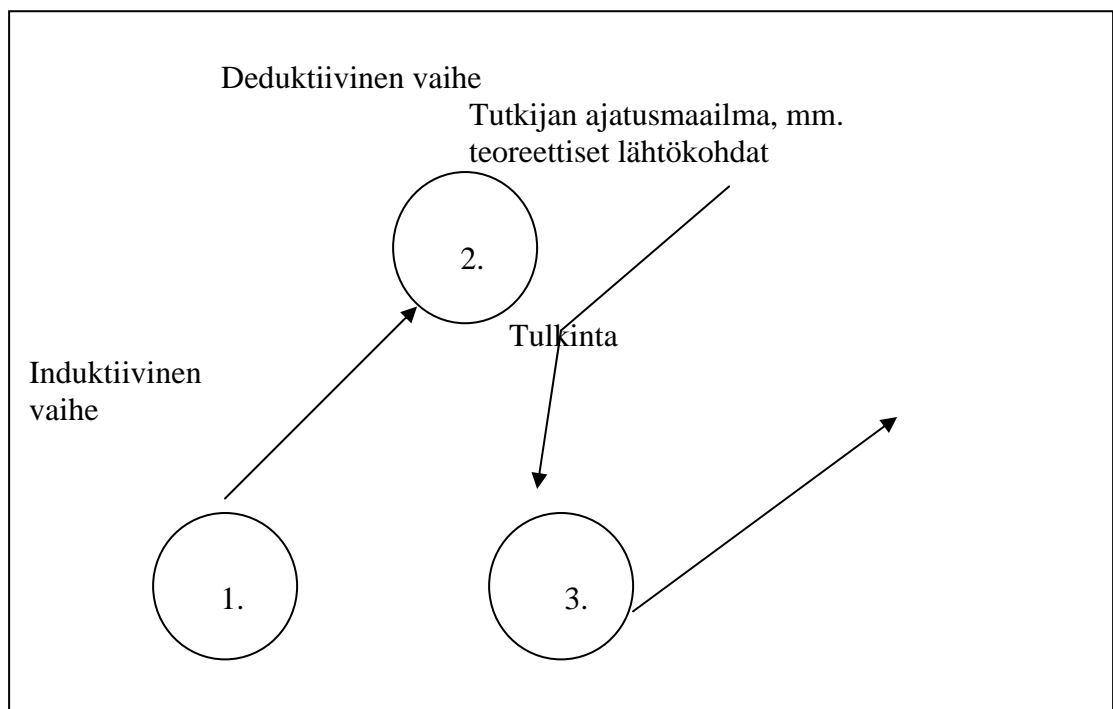 Deduktiivinen vaihe
Tutkijan ajatusmaailma, mm.
teoreettiset lähtökohdat
2.
Tulkinta
Induktiivinen
vaihe
1.
3.